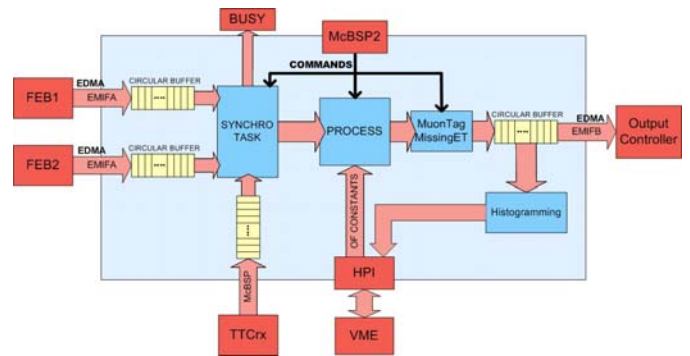 BUSY
McBSP2
COMMANDS
FEB1
EDMA
EMIFA
CIRCULAR BUFFER
SYNCHRO
TASK
PROCESS
MuonTag
MissingET
CIRCULAR BUFFER
EDMA
EMIFB
Output
Controller
FEB2
EDMA
EMIFA
CIRCULAR BUFFER
OF CONSTANTS
Histogramming
McBSP
HPI
TTCrx
VME